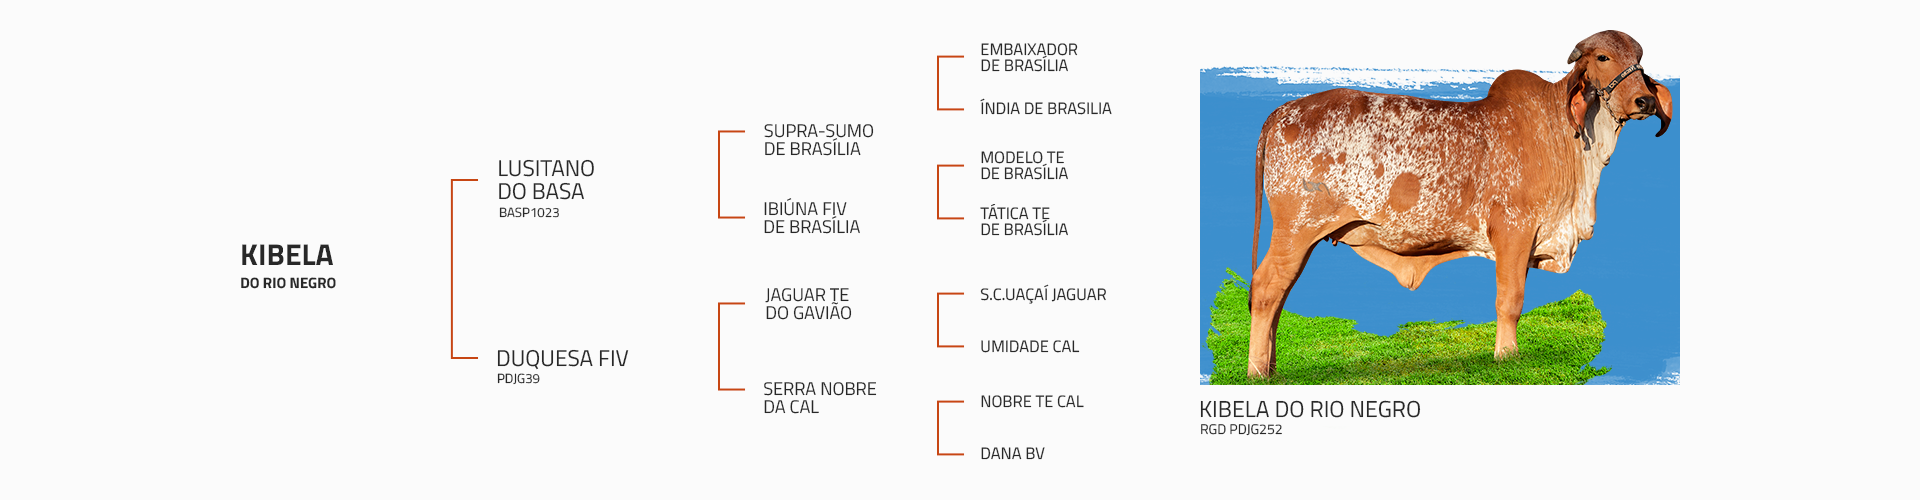 KIBELA
DO RIO NEGRO
LUSITANO
DO BASA
BASP1023
DUQUESA FIV
PDJG39
SUPRA-SUMO
DE BRASÍLIA
IBIÚNA FIV
DE BRASÍLIA
JAGUAR TE
DO GAVIÃO
SERRA NOBRE
DA CAL
EMBAIXADOR
DE BRASÍLIA
ÍNDIA DE BRASILIA
MODELO TE
DE BRASÍLIA
TÁTICA TE
DE BRASÍLIA
S.C.UAÇAÍ JAGUAR
UMIDADE CAL
NOBRE TE CAL
DANA BV
KIBELA DO RIO NEGRO
RGD PDJG252